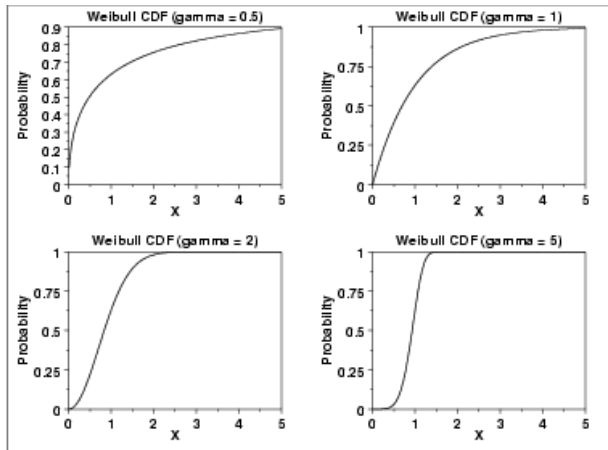 Weibull CDF (gamma = 0.5)
0.9
0.8
0.7
0.6
0.5
0.4
0.3
0.2
0.1
0
Probability
0 1 2 3 4 5
X
Weibull CDF (gamma = 1)
1
0.75
0.5
0.25
0
Probability
0 1 2 3 4 5
X
Weibull CDF (gamma = 2)
1
0.75
0.5
0.25
0
Probability
0 1 2 3 4 5
X
Weibull CDF (gamma = 5)
1
0.75
0.5
0.25
0
Probability
0 1 2 3 4 5
X